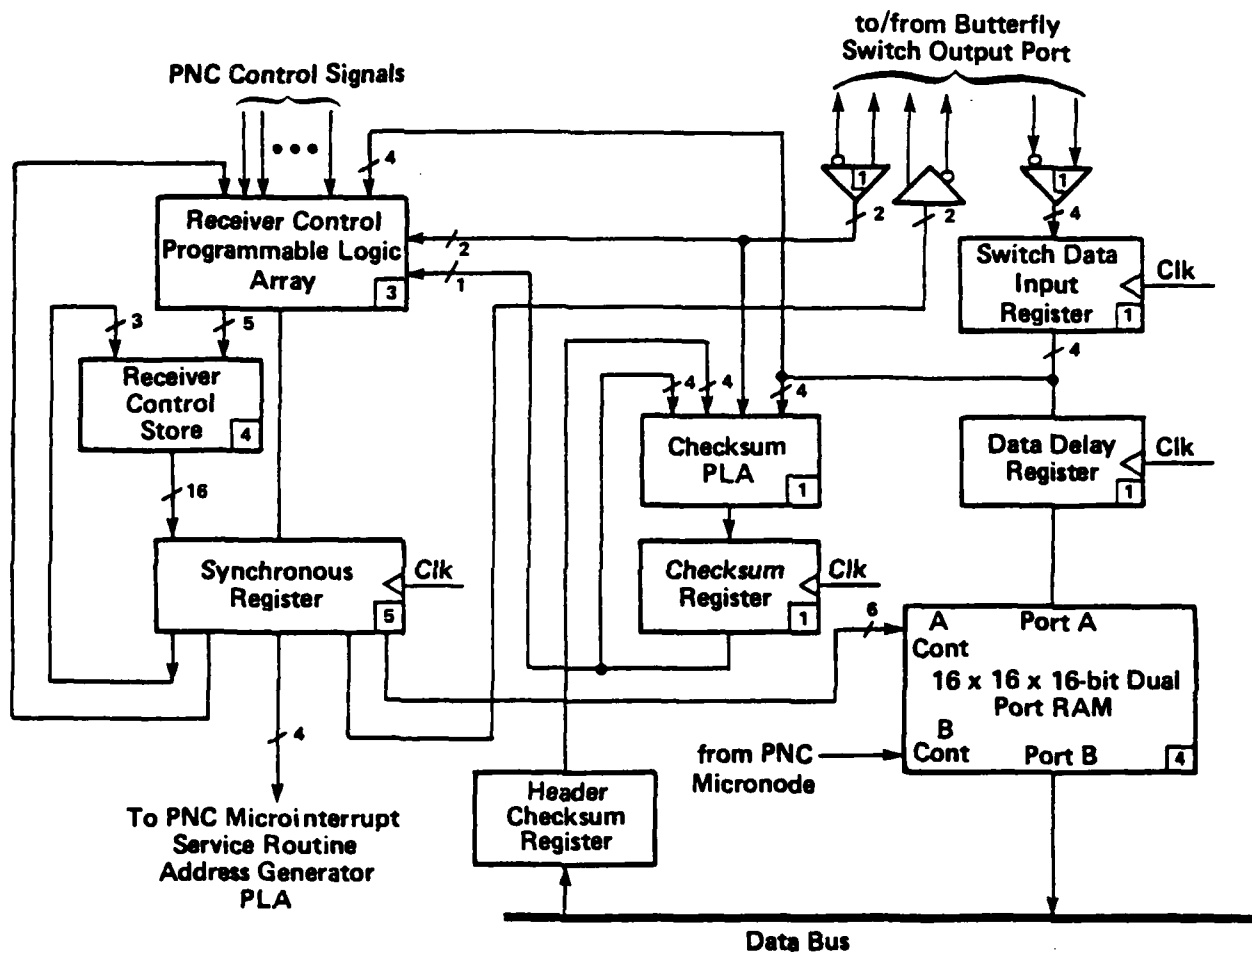 to/from Butterfly
Switch Output Port
PNC Control Signals
4
1
1
2
2
4
Receiver Control
Programmable Logic
Array
3
2
1
Switch Data
Input
Register
1
Clk
3
5
4
Receiver
Control
Store
4
4
4
4
Checksum
PLA
1
Data Delay
Register
1
Clk
16
Synchronous
Register
5
Clk
Checksum
Register
1
Clk
6
A
Cont
Port A
16 x 16 x 16-bit Dual
Port RAM
B
Cont
Port B
4
4
from PNC
Micronode
To PNC Microinterrupt
Service Routine
Address Generator
PLA
Header
Checksum
Register
Data Bus